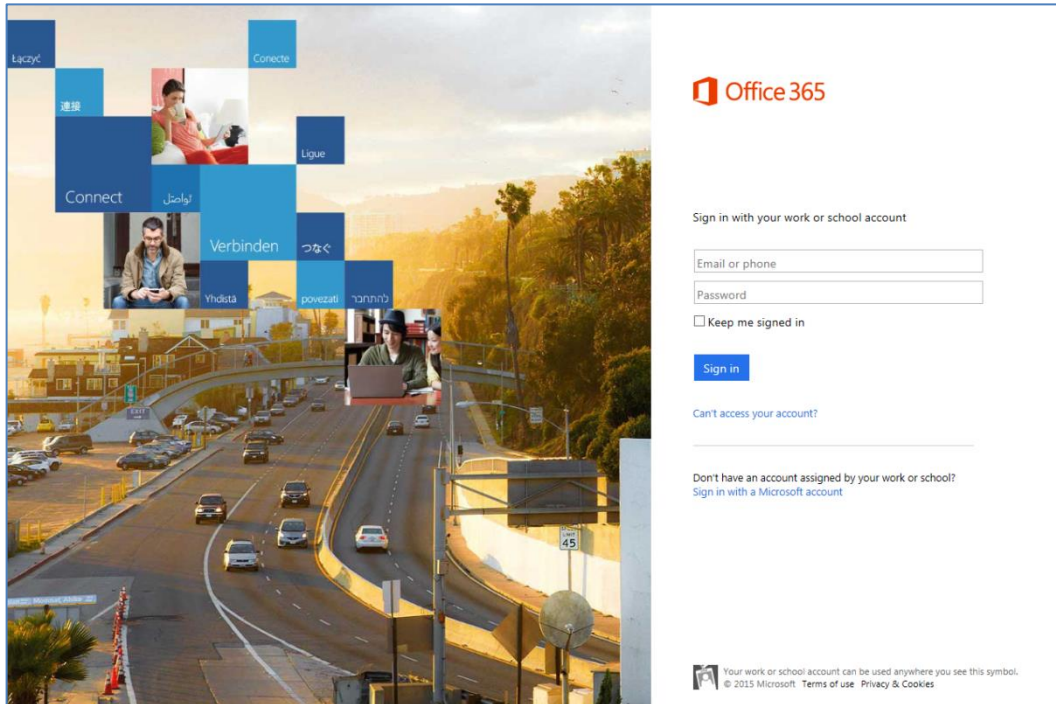 Łączyć
Conecte
連接
Ligue
Connect
تواصل
Verbinden
つなぐ
Yhdistä
povezati
להתחבר
EXIT
LIMIT
45
Office 365
Sign in with your work or school account
Email or phone
Password
Keep me signed in
Sign in
Can't access your account?
Don't have an account assigned by your work or school?
Sign in with a Microsoft account
Your work or school account can be used anywhere you see this symbol.
© 2015 Microsoft Terms of use Privacy & Cookies